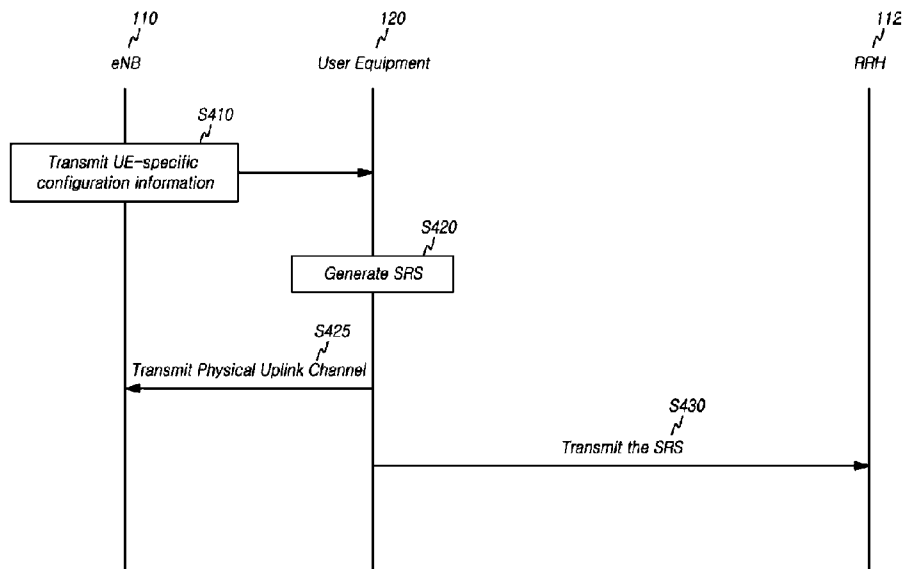 110
120
112
eNB
User Equipment
RRH
S410
Transmit UE-specific
configuration information
S420
Generate SRS
S425
Transmit Physical Uplink Channel
S430
Transmit the SRS